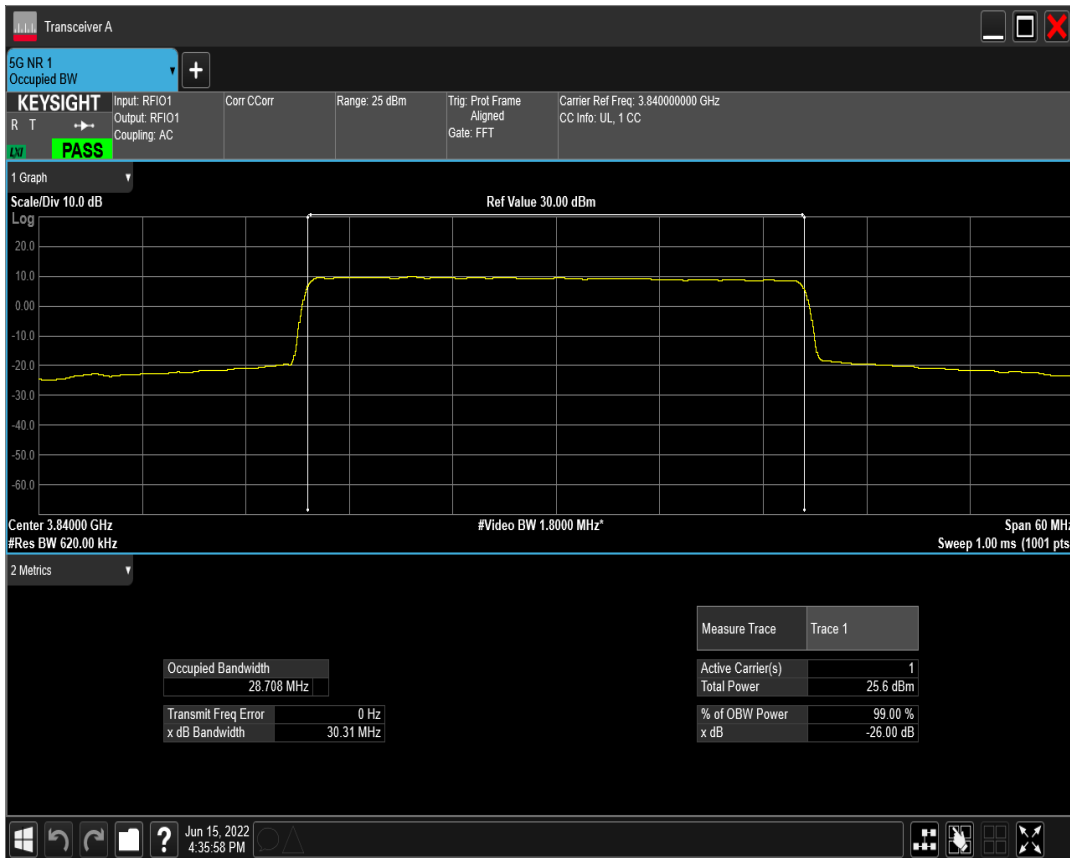 Transceiver A
5G NR 1
Occupied BW
+
KEYSIGHT
R T
LXI
PASS
Input: RFIO1
Output: RFIO1
Coupling: AC
Corr CCorr
Range: 25 dBm
Trig: Prot Frame
Aligned
Gate: FFT
Carrier Ref Freq: 3.840000000 GHz
CC Info: UL, 1 CC
1 Graph
Scale/Div 10.0 dB
Ref Value 30.00 dBm
Log
20.0
10.0
0.00
-10.0
-20.0
-30.0
-40.0
-50.0
-60.0
Center 3.84000 GHz
#Video BW 1.8000 MHz*
Span 60 MHz
#Res BW 620.00 kHz
Sweep 1.00 ms (1001 pts
2 Metrics
Measure Trace Trace 1
Occupied Bandwidth
28.708 MHz
Active Carrier(s) 1
Total Power 25.6 dBm
Transmit Freq Error 0 Hz
x dB Bandwidth 30.31 MHz
% of OBW Power 99.00 %
x dB -26.00 dB
?
Jun 15, 2022
4:35:58 PM